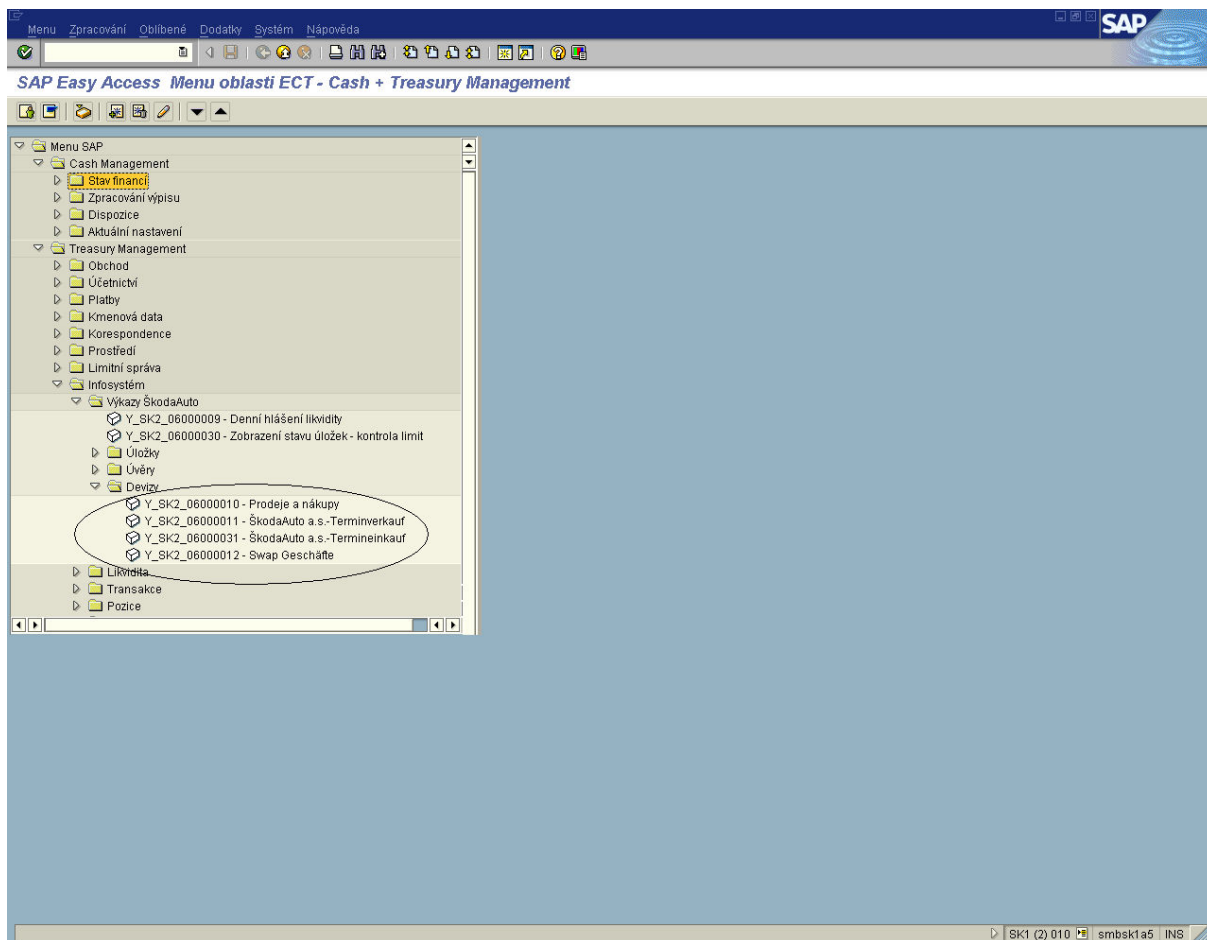 Menu Zpracování Oblíbené Dodatky Systém Nápověda
SAP
SAP Easy Access Menu oblasti ECT - Cash + Treasury Management
Menu SAP
Cash Management
Stav financí
Zpracování výpisu
Dispozice
Aktuální nastavení
Treasury Management
Obchod
Účetnictví
Platby
Kmenová data
Korespondence
Prostředí
Limitní správa
Infosystém
Výkazy ŠkodaAuto
Y_SK2_06000009 - Denní hlášení likvidity
Y_SK2_06000030 - Zobrazení stavu úložek - kontrola limit
Úložky
Úvěry
Devizy
Y_SK2_06000010 - Prodeje a nákupy
Y_SK2_06000011 - ŠkodaAuto a.s.-Terminverkauf
Y_SK2_06000031 - ŠkodaAuto a.s.-Termineinkauf
Y_SK2_06000012 - Swap Geschäfte
Likvidita
Transakce
Pozice
SK1 (2) 010 smbsk1a5 INS